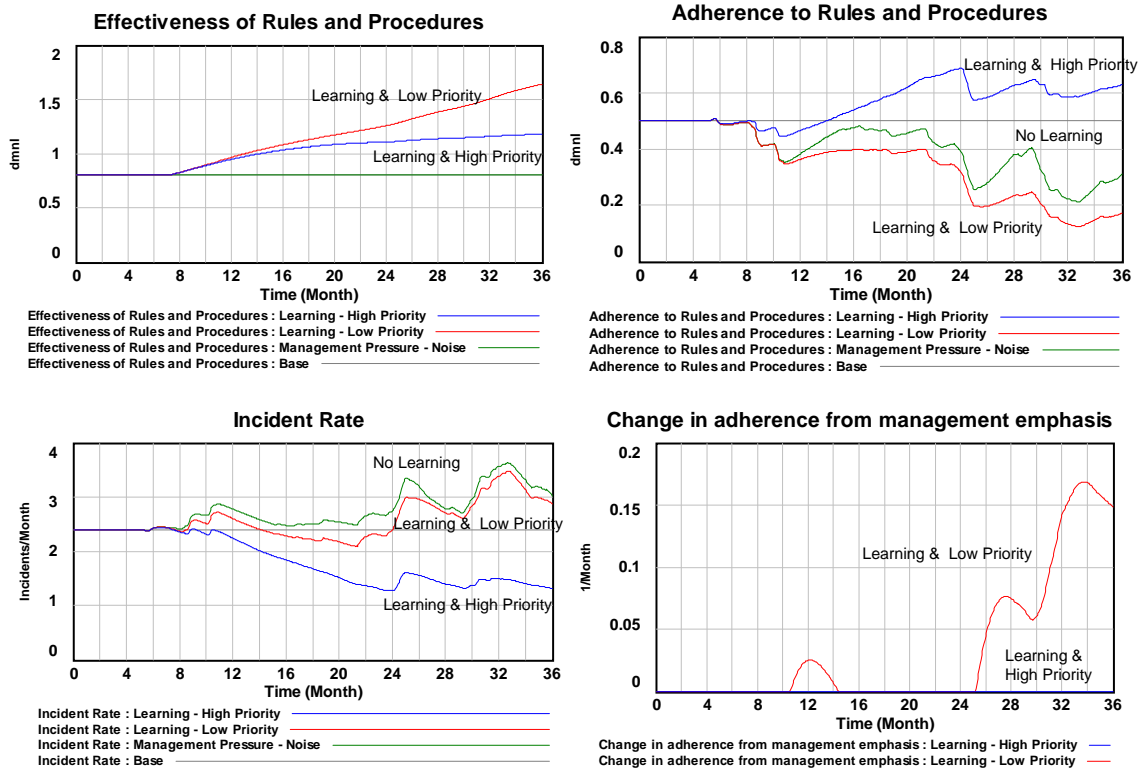 Effectiveness of Rules and Procedures
2
1.5
1
0.5
0
dmnl
Learning & Low Priority
Learning & High Priority
0 4 8 12 16 20 24 28 32 36
Time (Month)
Effectiveness of Rules and Procedures : Learning - High Priority
Effectiveness of Rules and Procedures : Learning - Low Priority
Effectiveness of Rules and Procedures : Management Pressure - Noise
Effectiveness of Rules and Procedures : Base
Adherence to Rules and Procedures
0.8
0.6
0.4
0.2
0
dmnl
Learning & High Priority
No Learning
Learning & Low Priority
0 4 8 12 16 20 24 28 32 36
Time (Month)
Adherence to Rules and Procedures : Learning - High Priority
Adherence to Rules and Procedures : Learning - Low Priority
Adherence to Rules and Procedures : Management Pressure - Noise
Adherence to Rules and Procedures : Base
Incident Rate
4
3
2
1
0
Incidents/Month
No Learning
Learning & Low Priority
Learning & High Priority
0 4 8 12 16 20 24 28 32 36
Time (Month)
Incident Rate : Learning - High Priority
Incident Rate : Learning - Low Priority
Incident Rate : Management Pressure - Noise
Incident Rate : Base
Change in adherence from management emphasis
0.2
0.15
0.1
0.05
0
1/Month
Learning & Low Priority
Learning &
High Priority
0 4 8 12 16 20 24 28 32 36
Time (Month)
Change in adherence from management emphasis : Learning - High Priority
Change in adherence from management emphasis : Learning - Low Priority